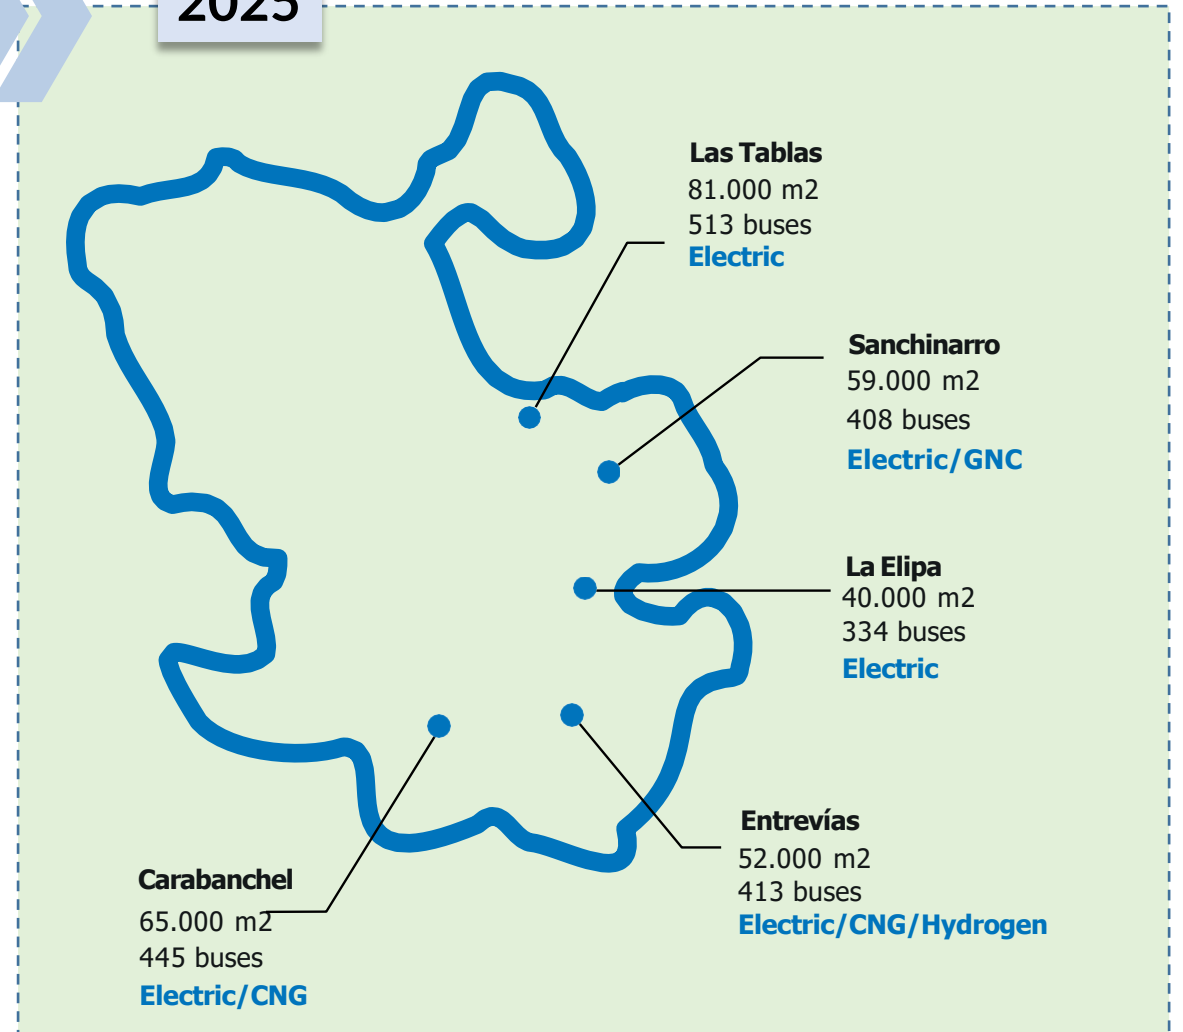 2025
Las Tablas
81.000 m2
513 buses
Electric
Sanchinarro
59.000 m2
408 buses
Electric/GNC
La Elipa
40.000 m2
334 buses
Electric
Entrevías
52.000 m2
413 buses
Electric/CNG/Hydrogen
Carabanchel
65.000 m2
445 buses
Electric/CNG